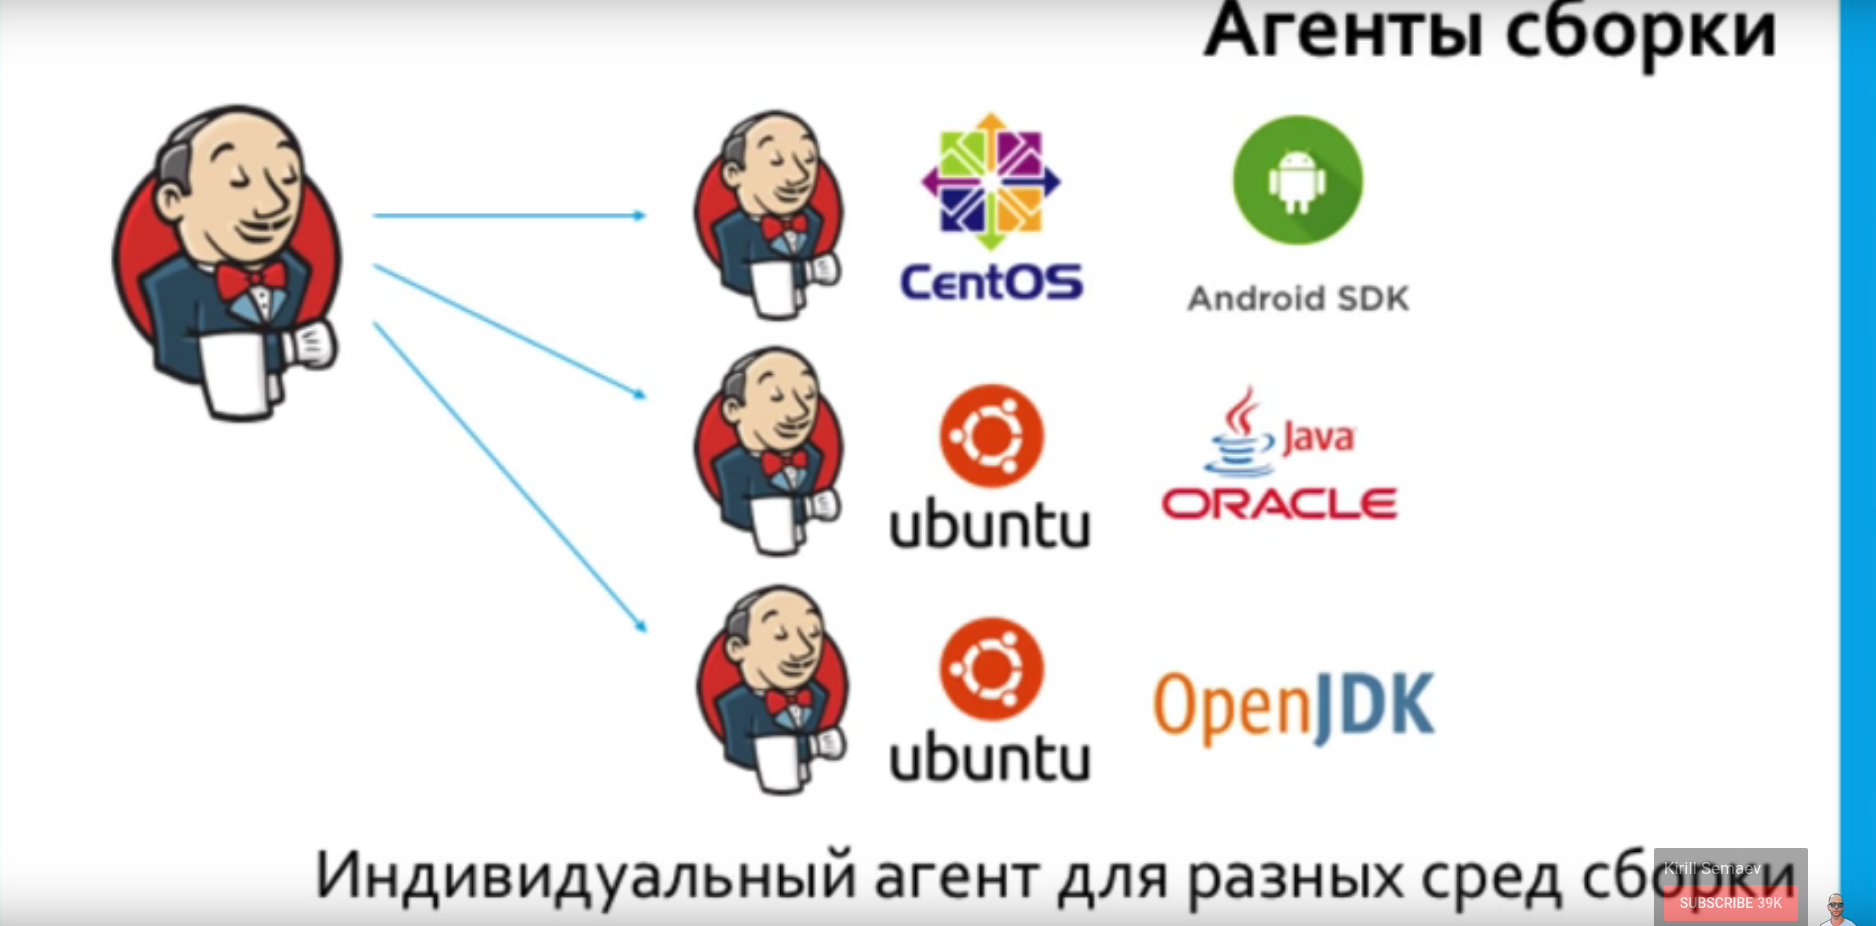 Агенты сборки
CentOS
Android SDK
Java
ORACLE
ubuntu
OpenJDK
ubuntu
Индивидуальный агент для разных сред сборки
Kirill Semaev
SUBSCRIBE 39K